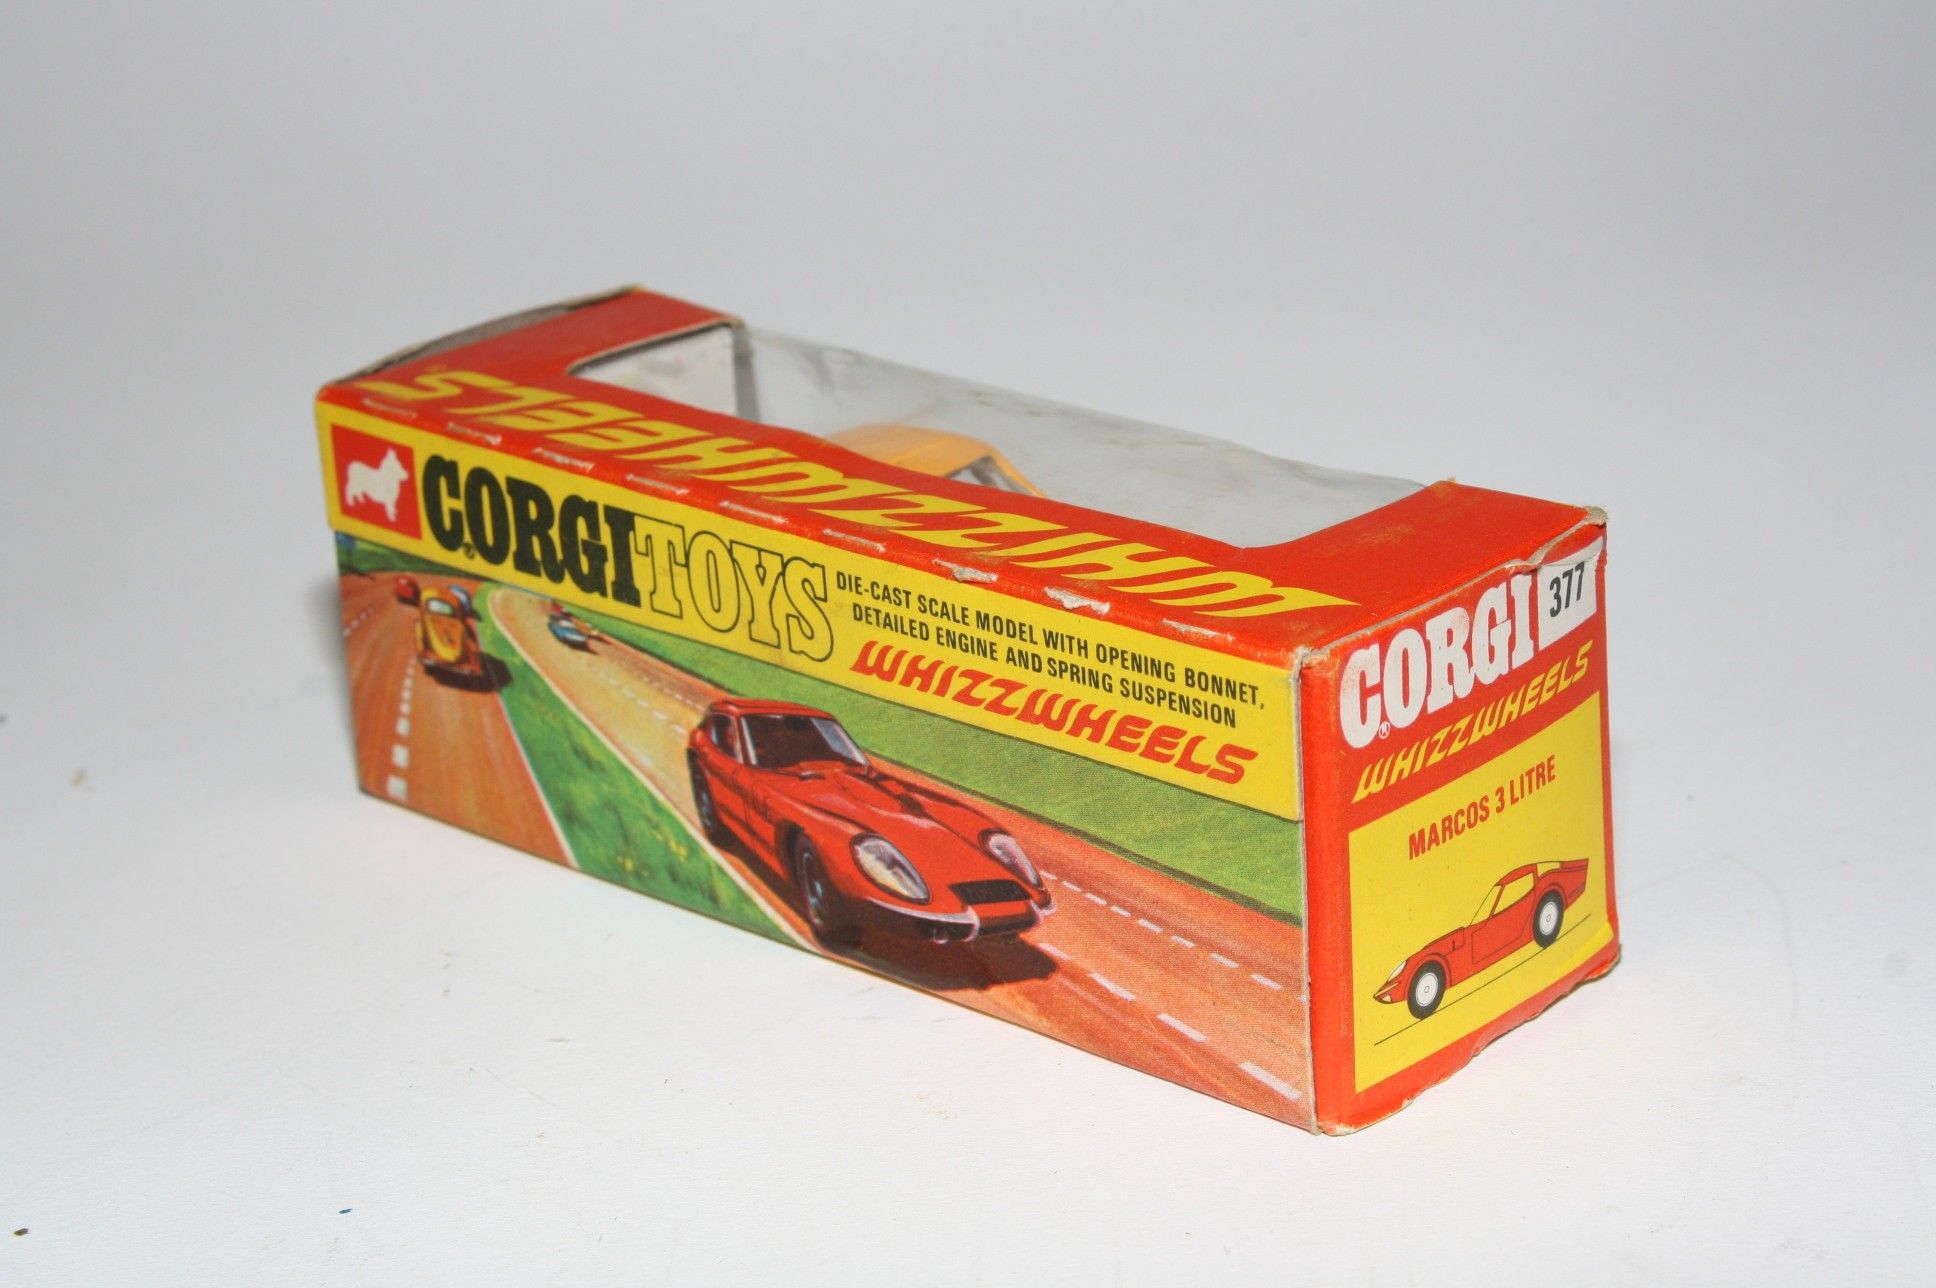 WHIZZWHEELS
CORGI TOYS
®
DIE-CAST SCALE MODEL WITH OPENING BONNET,
DETAILED ENGINE AND SPRING SUSPENSION
WHIZZWHEELS
CORGI 377
®
WHIZZWHEELS
MARCOS 3 LITRE